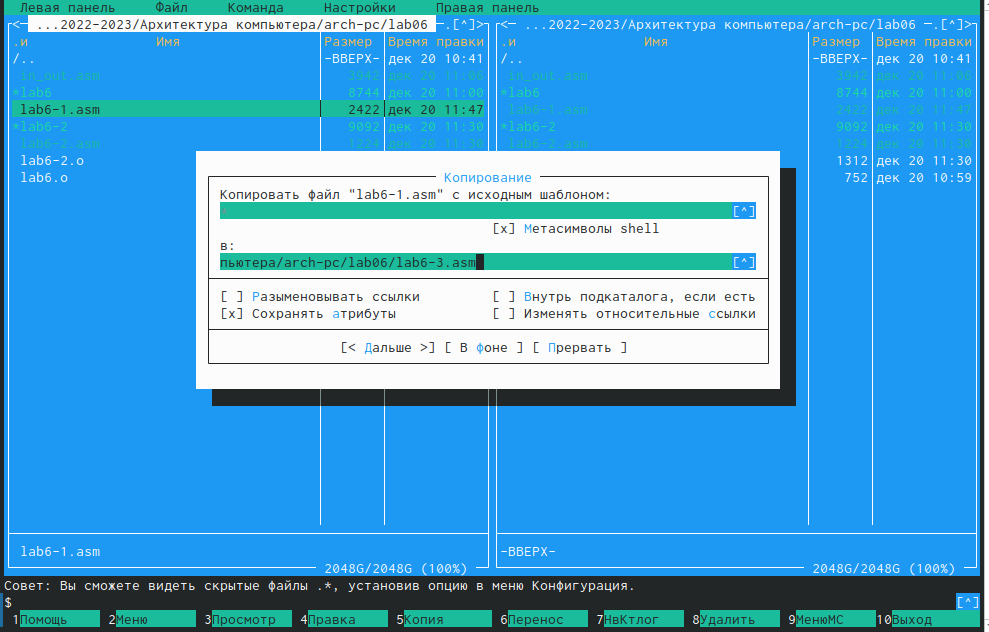 Левая панель Файл Команда Настройки Правая панель
<— ...2022-2023/Архитектура компьютера/arch-pc/lab06 —.[^]> <— ...2022-2023/Архитектура компьютера/arch-pc/lab06 —.[^]>
.и Имя Размер Время правки .и Имя Размер Время правки
/.. -ВВЕРХ- дек 20 10:41 /.. -ВВЕРХ- дек 20 10:41
in_out.asm 3942 дек 20 11:08 in_out.asm 3942 дек 20 11:08
*lab6 8744 дек 20 11:00 *lab6 8744 дек 20 11:00
lab6-1.asm 2422 дек 20 11:47 lab6-1.asm 2422 дек 20 11:47
*lab6-2 9092 дек 20 11:30 *lab6-2 9092 дек 20 11:30
lab6-2.asm 1224 дек 20 11:30 lab6-2.asm 1224 дек 20 11:30
lab6-2.o 1312 дек 20 11:30
lab6.o 752 дек 20 10:59
Копирование
Копировать файл "lab6-1.asm" с исходным шаблоном:
[^]
[x] Метасимволы shell
в:
пьютера/arch-pc/lab06/lab6-3.asm [^]
[ ] Разыменовывать ссылки [ ] Внутрь подкаталога, если есть
[x] Сохранять атрибуты [ ] Изменять относительные ссылки
[< Дальше >] [ В фоне ] [ Прервать ]
lab6-1.asm -ВВЕРХ-
2048G/2048G (100%) 2048G/2048G (100%)
Совет: Вы сможете видеть скрытые файлы .*, установив опцию в меню Конфигурация.
$ [^]
1Помощь 2Меню 3Просмотр 4Правка 5Копия 6Перенос 7НвКтлог 8Удалить 9МенюMC 10Выход